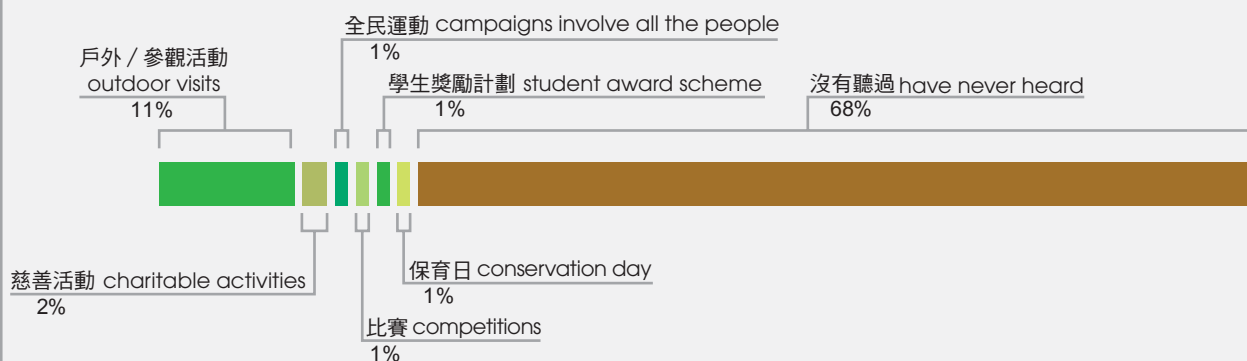 全民運動 campaigns involve all the people
1%
戶外 / 參觀活動
outdoor visits
11%
學生獎勵計劃 student award scheme
1%
沒有聽過 have never heard
68%
慈善活動 charitable activities
2%
保育日 conservation day
1%
比賽 competitions
1%